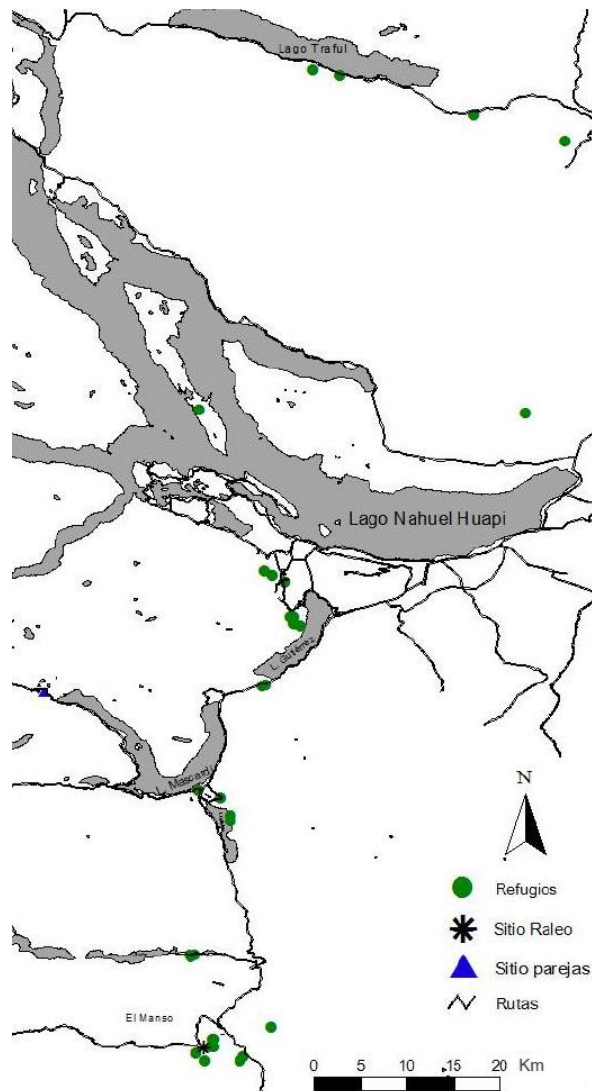 Lago Traful
Lago Nahuel Huapi
L. Gutiérrez
L. Mascardi
N
Refugios
Sitio Raleo
Sitio parejas
Rutas
El Manso
0 5 10 15 20 Km